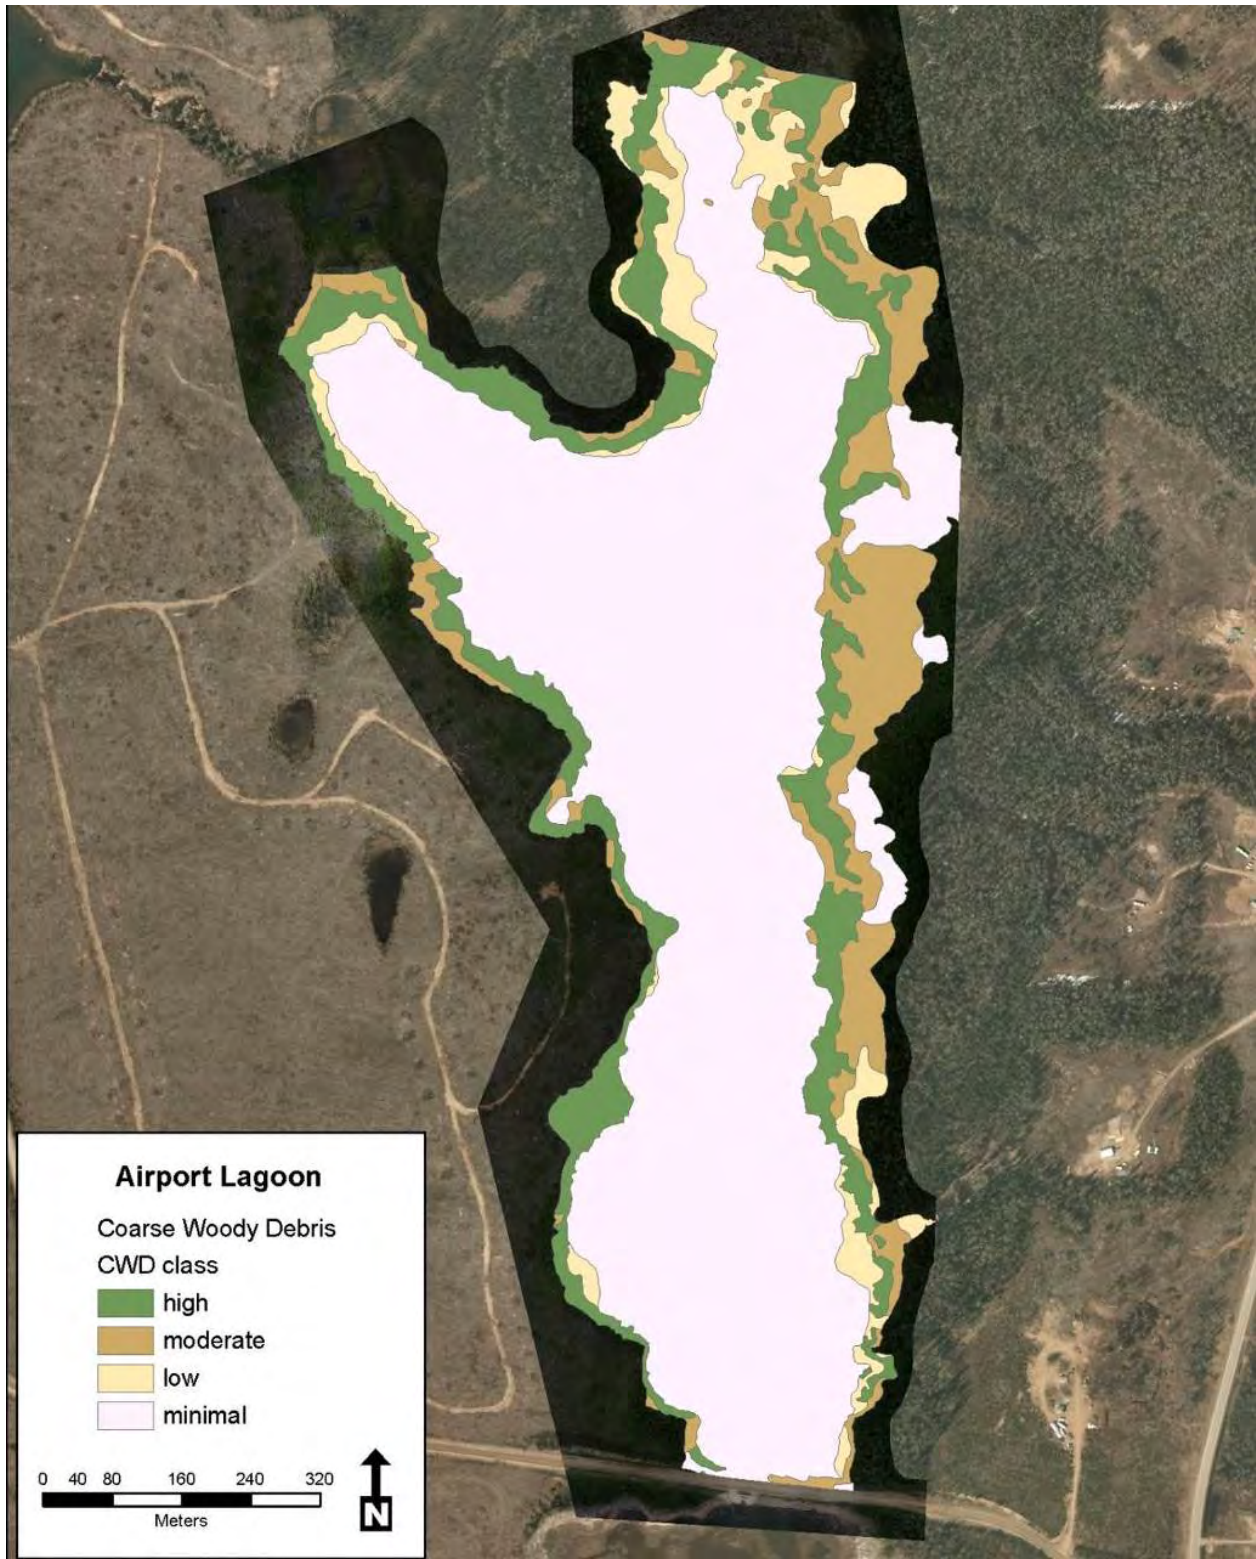 Airport Lagoon
Coarse Woody Debris
CWD class
high
moderate
low
minimal
0 40 80 160 240 320
Meters
N